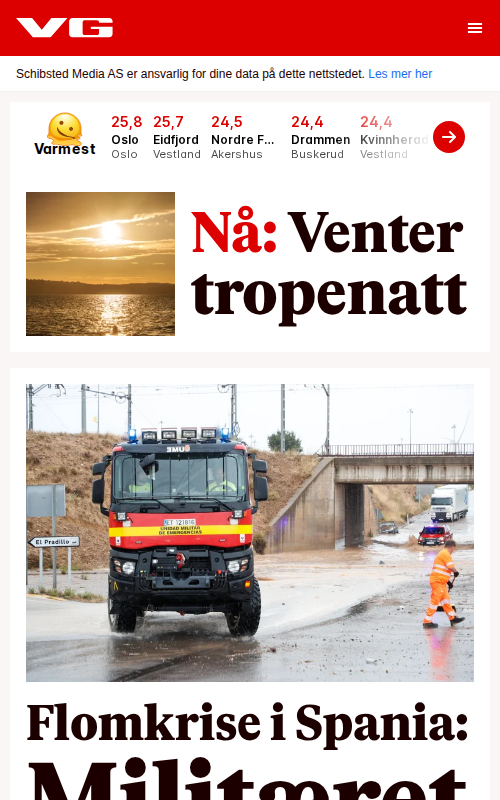 VG
Schibsted Media AS er ansvarlig for dine data på dette nettstedet. Les mer her
Varmest
25,8
Oslo
Oslo
25,7
Eidfjord
Vestland
24,5
Nordre F...
Akershus
24,4
Drammen
Buskerud
24,4
Kvinnherad
Vestland
Nå: Venter
tropenatt
UME
ET 121816
UNIDAD MILITAR
DE EMERGENCIAS
El Pradillo
Flomkrise i Spania:
Militæret